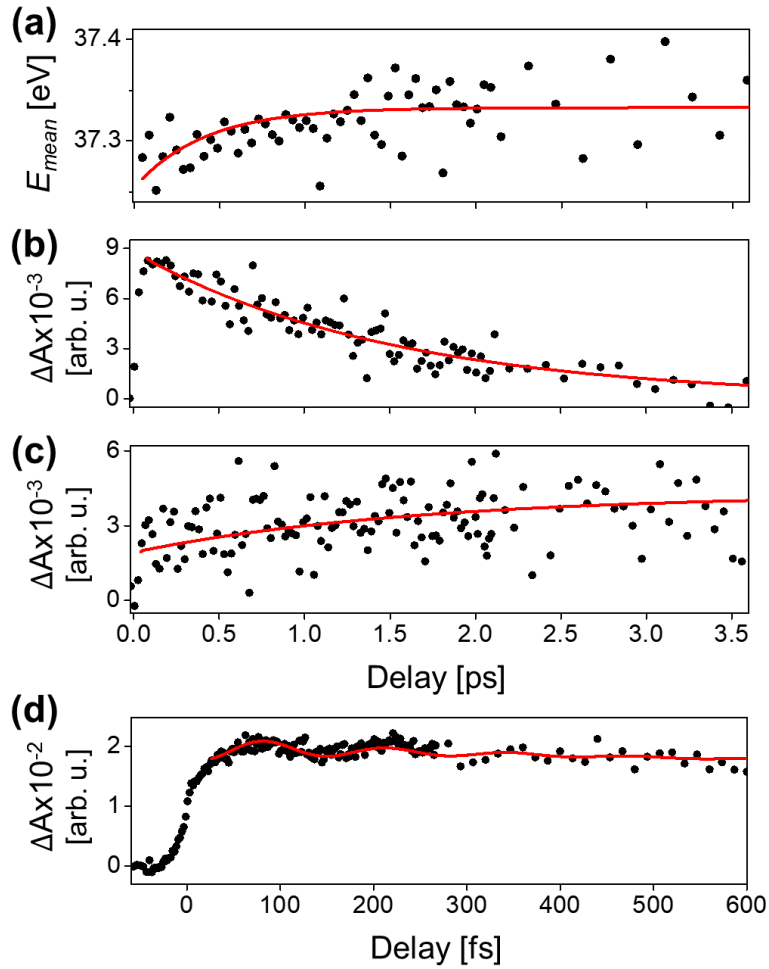 (a)
37.4
37.3
E_mean [eV]
(b)
9
6
3
0
ΔAx10⁻³
[arb. u.]
(c)
6
3
0
ΔAx10⁻³
[arb. u.]
0.0 0.5 1.0 1.5 2.0 2.5 3.0 3.5
Delay [ps]
(d)
2
1
0
ΔAx10⁻²
[arb. u.]
0 100 200 300 400 500 600
Delay [fs]